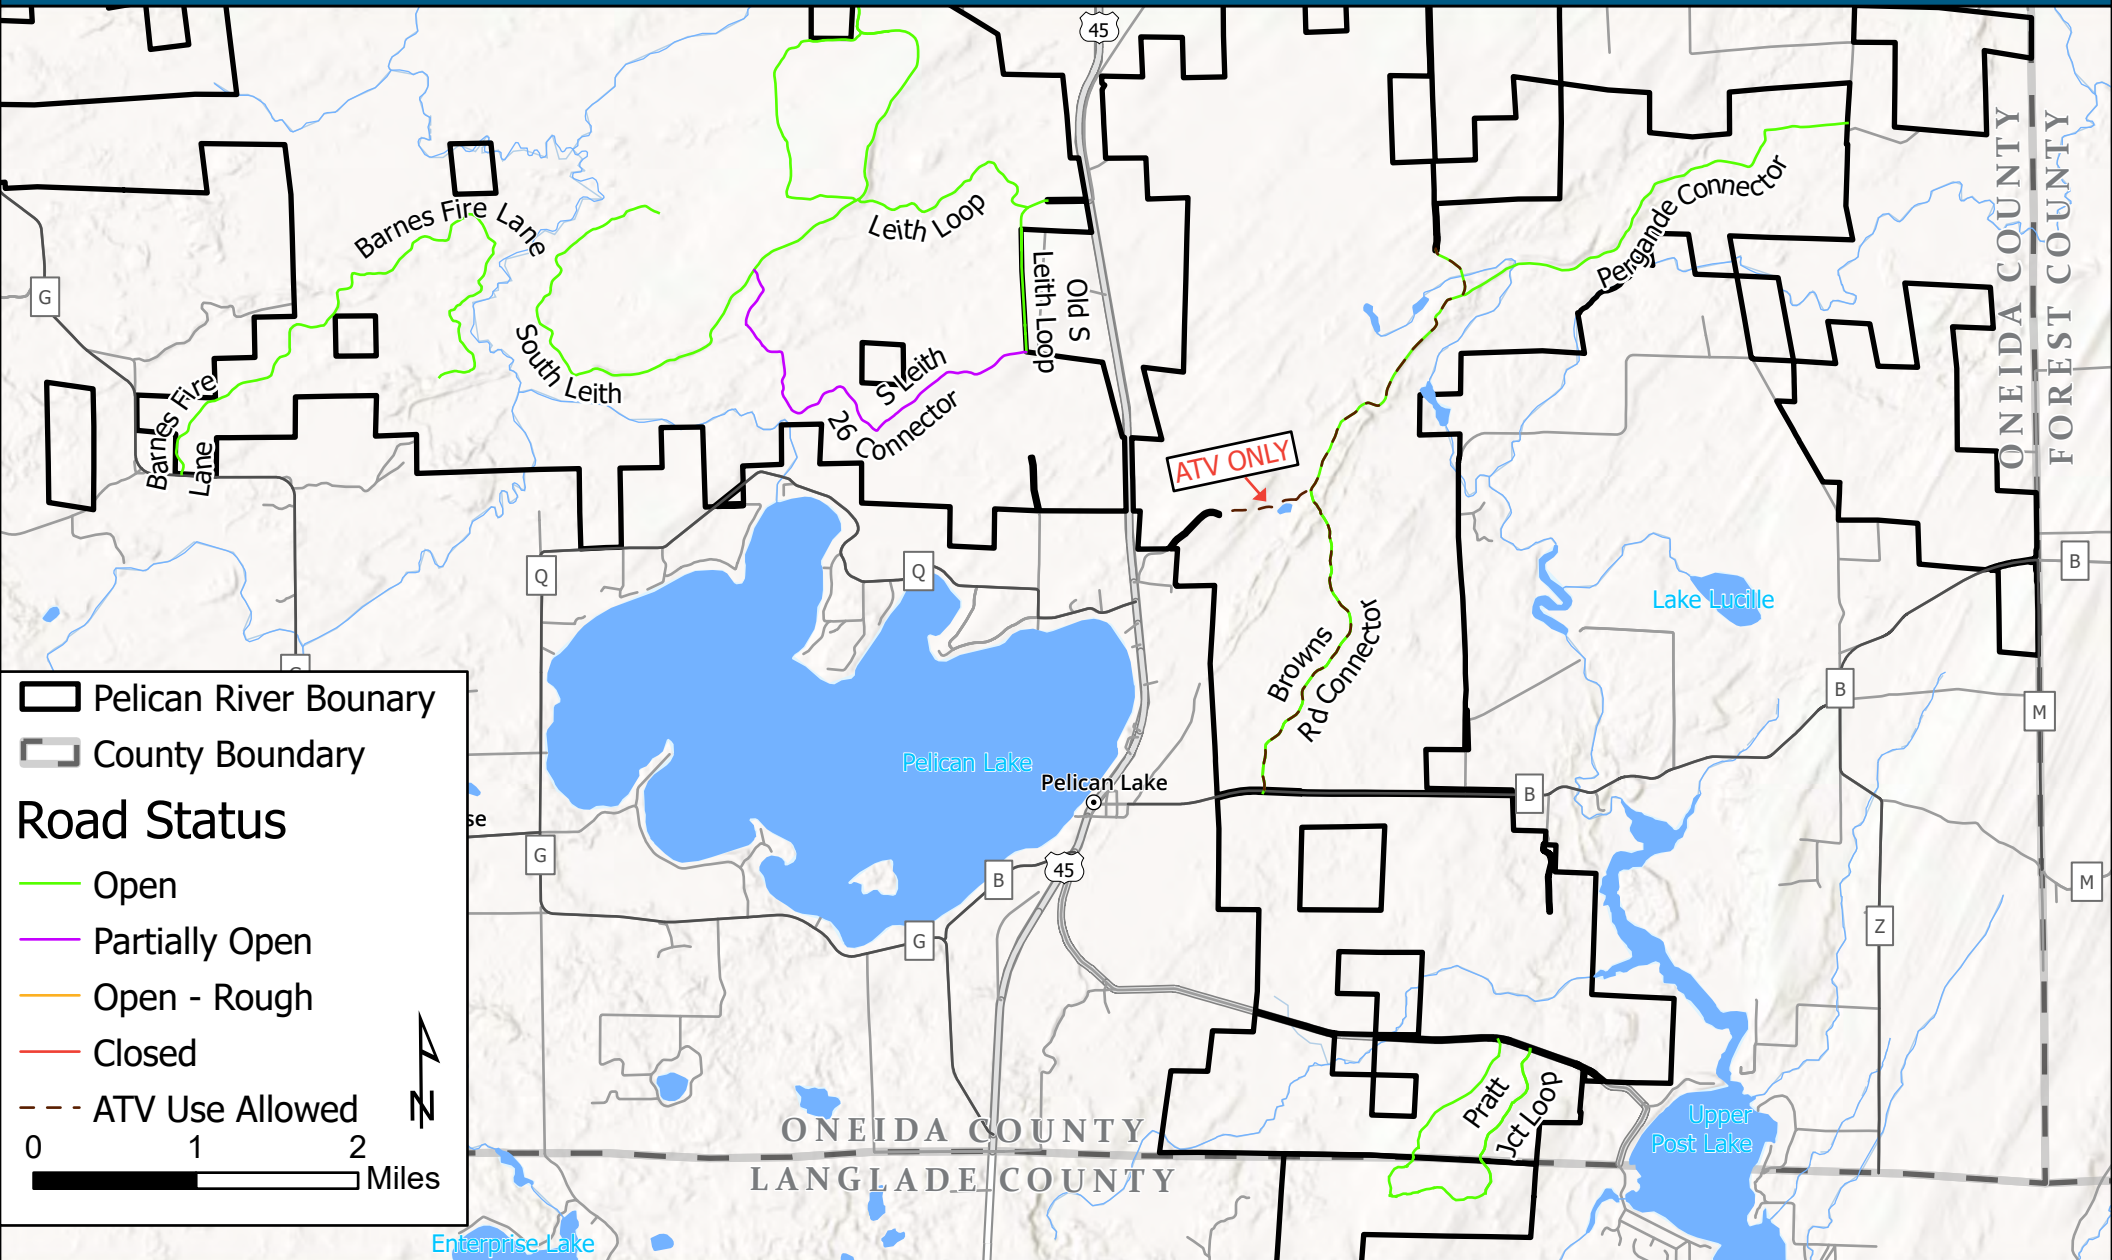 45
ONEIDA COUNTY
FOREST COUNTY
Pergande Connector
Barnes Fire Lane
Leith Loop
G
Leith Loop
Old S
South Leith
S Leith
26 Connector
Barnes Fire
Lane
ATV ONLY
Q
Q
B
Lake Lucille
Browns
Rd Connector
B
M
Pelican Lake
Pelican Lake
B
se
G
45
B
M
G
Z
Pratt
Jct Loop
Upper
Post Lake
ONEIDA COUNTY
LANGLADE COUNTY
Enterprise Lake
Pelican River Bounary
County Boundary
Road Status
Open
Partially Open
Open - Rough
Closed
ATV Use Allowed
N
0 1 2
Miles